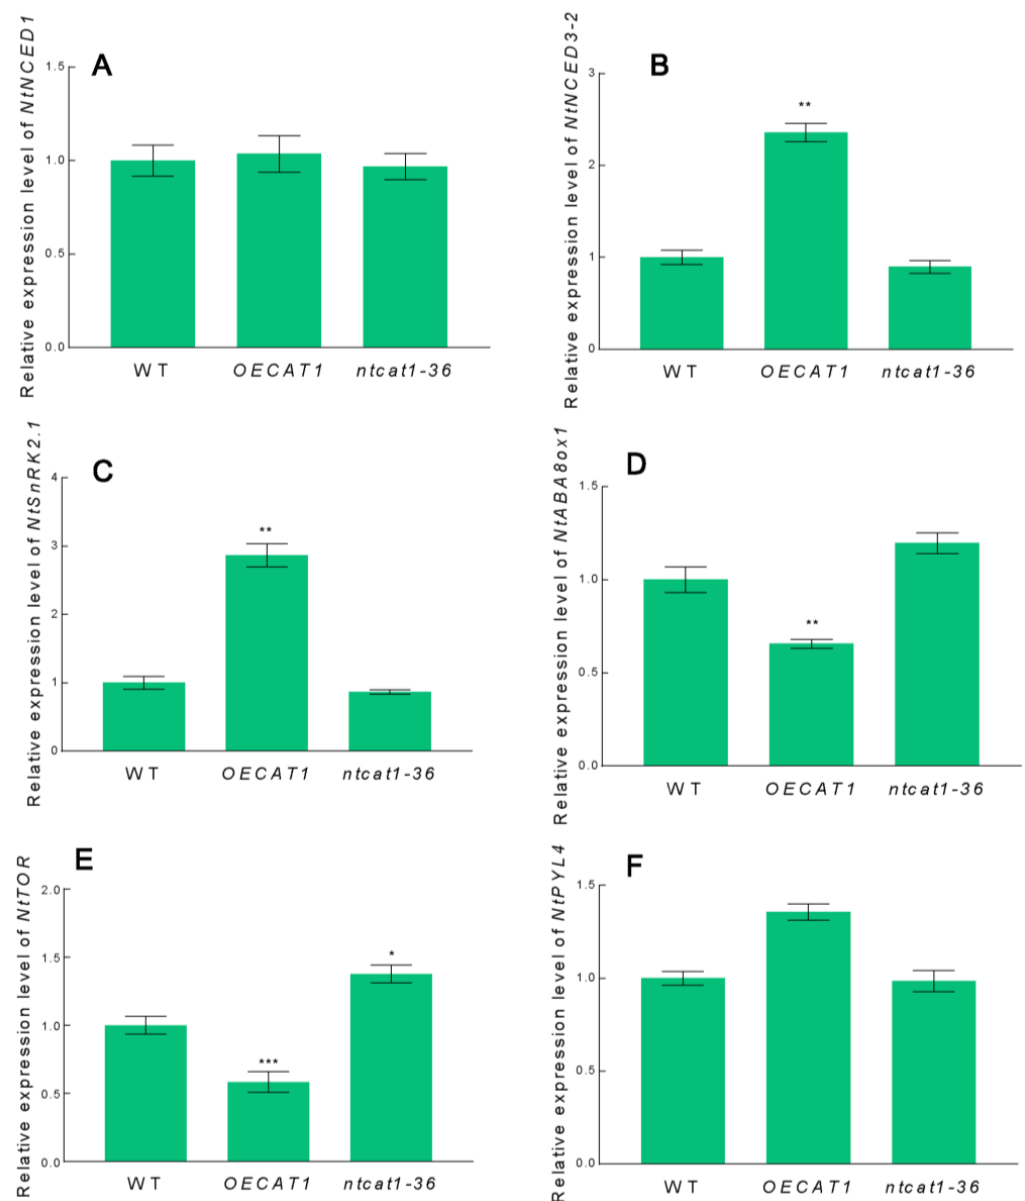 A
Relative expression level of NtNCED1
1.5
1.0
0.5
0.0
WT OECAT1 ntcat1-36
B
Relative expression level of NtNCED3-2
3
2
1
0
**
WT OECAT1 ntcat1-36
C
Relative expression level of NtSnRK2.1
4
3
2
1
0
**
WT OECAT1 ntcat1-36
D
Relative expression level of NtABA8ox1
1.5
1.0
0.5
0.0
**
WT OECAT1 ntcat1-36
E
Relative expression level of NtTOR
2.0
1.5
1.0
0.5
0.0
***
*
WT OECAT1 ntcat1-36
F
Relative expression level of NtPYL4
1.5
1.0
0.5
0.0
WT OECAT1 ntcat1-36